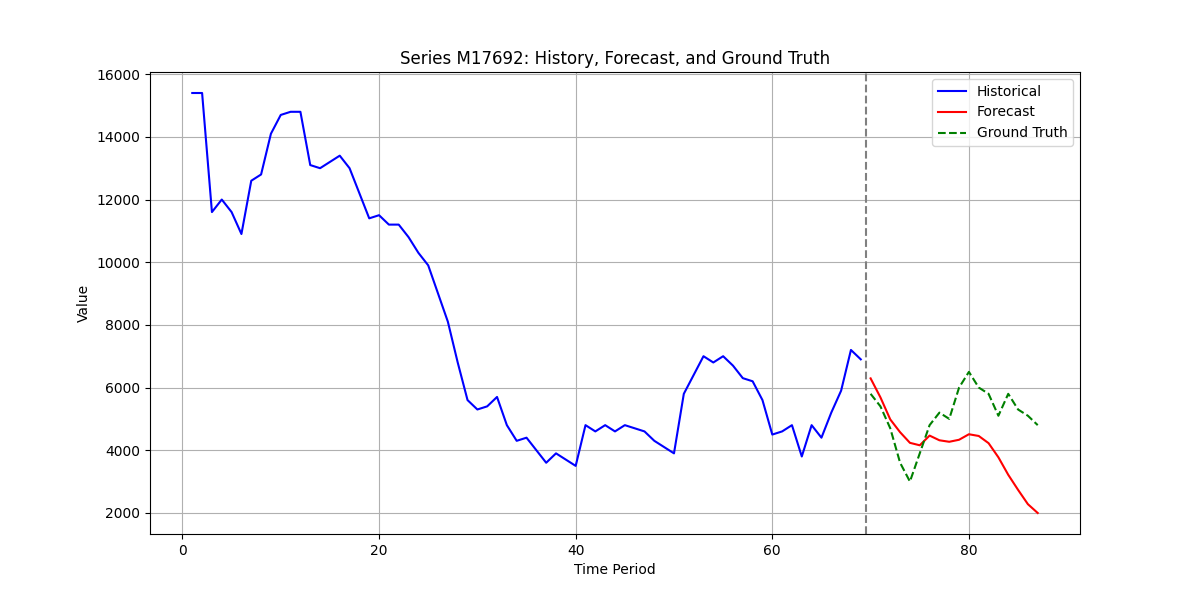 Series M17692: History, Forecast, and Ground Truth
16000
14000
12000
10000
8000
6000
4000
2000
Value
0
20
40
60
80
Time Period
Historical
Forecast
Ground Truth